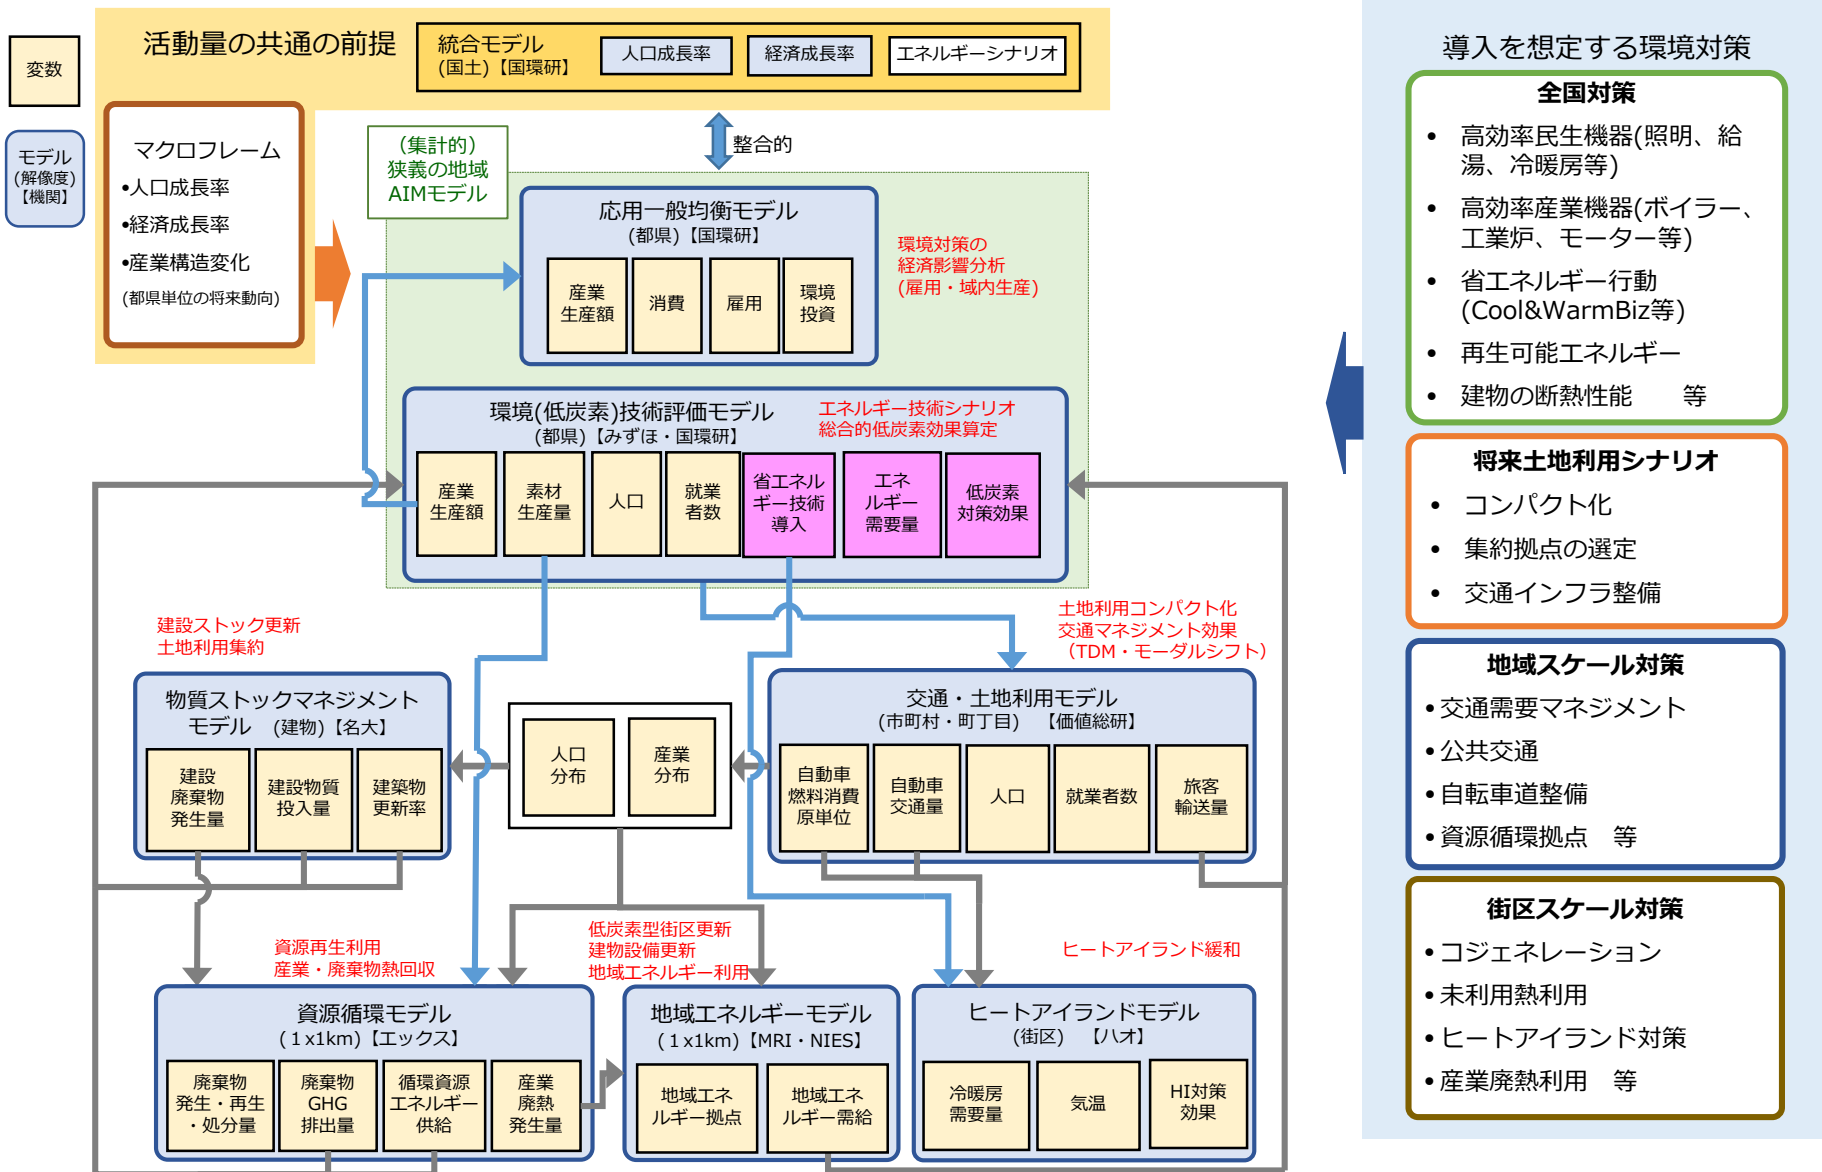 活動量の共通の前提
統合モデル
(国土)【国環研】
人口成長率
経済成長率
エネルギーシナリオ
変数
モデル
(解像度)
【機関】
マクロフレーム
•人口成長率
•経済成長率
•産業構造変化
(都県単位の将来動向)
整合的
(集計的)
狭義の地域
AIMモデル
応用一般均衡モデル
(都県)【国環研】
産業
生産額
消費
雇用
環境
投資
環境対策の
経済影響分析
(雇用・域内生産)
環境(低炭素)技術評価モデル
(都県)【みずほ・国環研】
エネルギー技術シナリオ
総合的低炭素効果算定
産業
生産額
素材
生産量
人口
就業
者数
省エネル
ギー技術
導入
エネ
ルギー
需要量
低炭素
対策効果
建設ストック更新
土地利用集約
土地利用コンパクト化
交通マネジメント効果
（TDM・モーダルシフト）
物質ストックマネジメント
モデル (建物)【名大】
建設
廃棄物
発生量
建設物質
投入量
建築物
更新率
人口
分布
産業
分布
交通・土地利用モデル
(市町村・町丁目) 【価値総研】
自動車
燃料消費
原単位
自動車
交通量
人口
就業者数
旅客
輸送量
資源再生利用
産業・廃棄物熱回収
低炭素型街区更新
建物設備更新
地域エネルギー利用
ヒートアイランド緩和
資源循環モデル
(１x1km)【エックス】
廃棄物
発生・再生
・処分量
廃棄物
GHG
排出量
循環資源
エネルギー
供給
産業
廃熱
発生量
地域エネルギーモデル
(１x1km)【MRI・NIES】
地域エネ
ルギー拠点
地域エネ
ルギー需給
ヒートアイランドモデル
(街区) 【ハオ】
冷暖房
需要量
気温
HI対策
効果
導入を想定する環境対策
全国対策
• 高効率民生機器(照明、給
湯、冷暖房等)
• 高効率産業機器(ボイラー、
工業炉、モーター等)
• 省エネルギー行動
(Cool&WarmBiz等)
• 再生可能エネルギー
• 建物の断熱性能 等
将来土地利用シナリオ
• コンパクト化
• 集約拠点の選定
• 交通インフラ整備
地域スケール対策
•交通需要マネジメント
•公共交通
•自転車道整備
•資源循環拠点 等
街区スケール対策
•コジェネレーション
•未利用熱利用
•ヒートアイランド対策
•産業廃熱利用 等